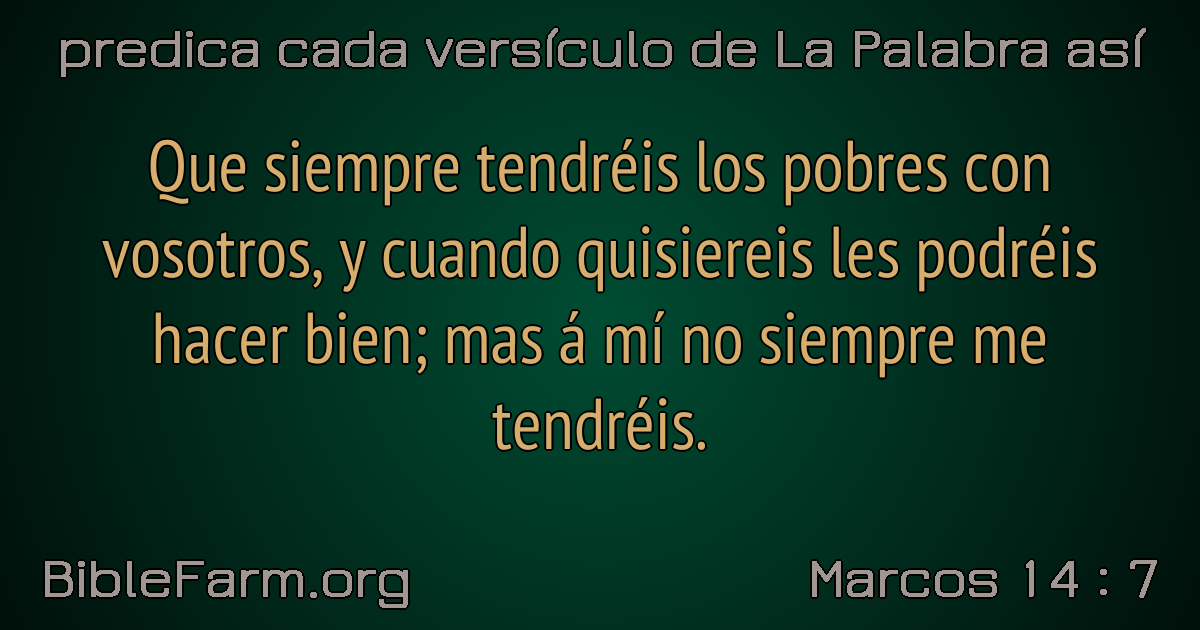 predica cada versículo de La Palabra así
Que siempre tendréis los pobres con
vosotros, y cuando quisiereis les podréis
hacer bien; mas á mí no siempre me
tendréis.
BibleFarm.org
Marcos 14 : 7